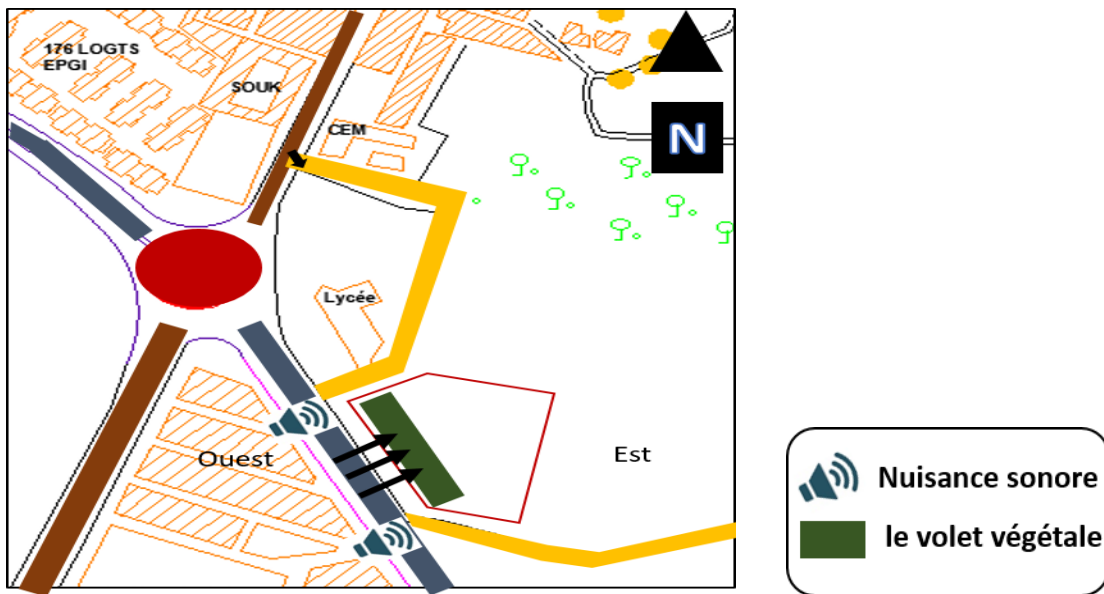 176 LOGTS
EPGI
SOUK
CEM
N
Lycée
Ouest
Est
Nuisance sonore
le volet végétale